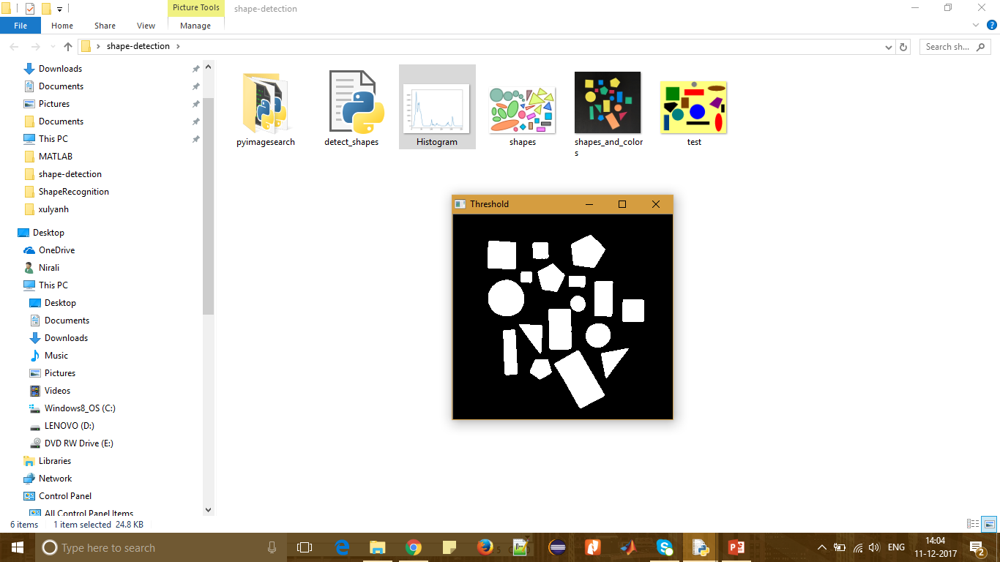 Picture Tools
shape-detection
File
Home
Share
View
Manage
shape-detection
Search sh...
Downloads
Documents
Pictures
Documents
This PC
MATLAB
shape-detection
ShapeRecognition
xulyanh
Desktop
OneDrive
Nirali
This PC
Desktop
Documents
Downloads
Music
Pictures
Videos
Windows8_OS (C:)
LENOVO (D:)
DVD RW Drive (E:)
Libraries
Network
Control Panel
All Control Panel Items
pyimagesearch
detect_shapes
Histogram
shapes
shapes_and_color
s
test
Threshold
6 items
1 item selected 24.8 KB
Type here to search
ENG
14:04
11-12-2017
2